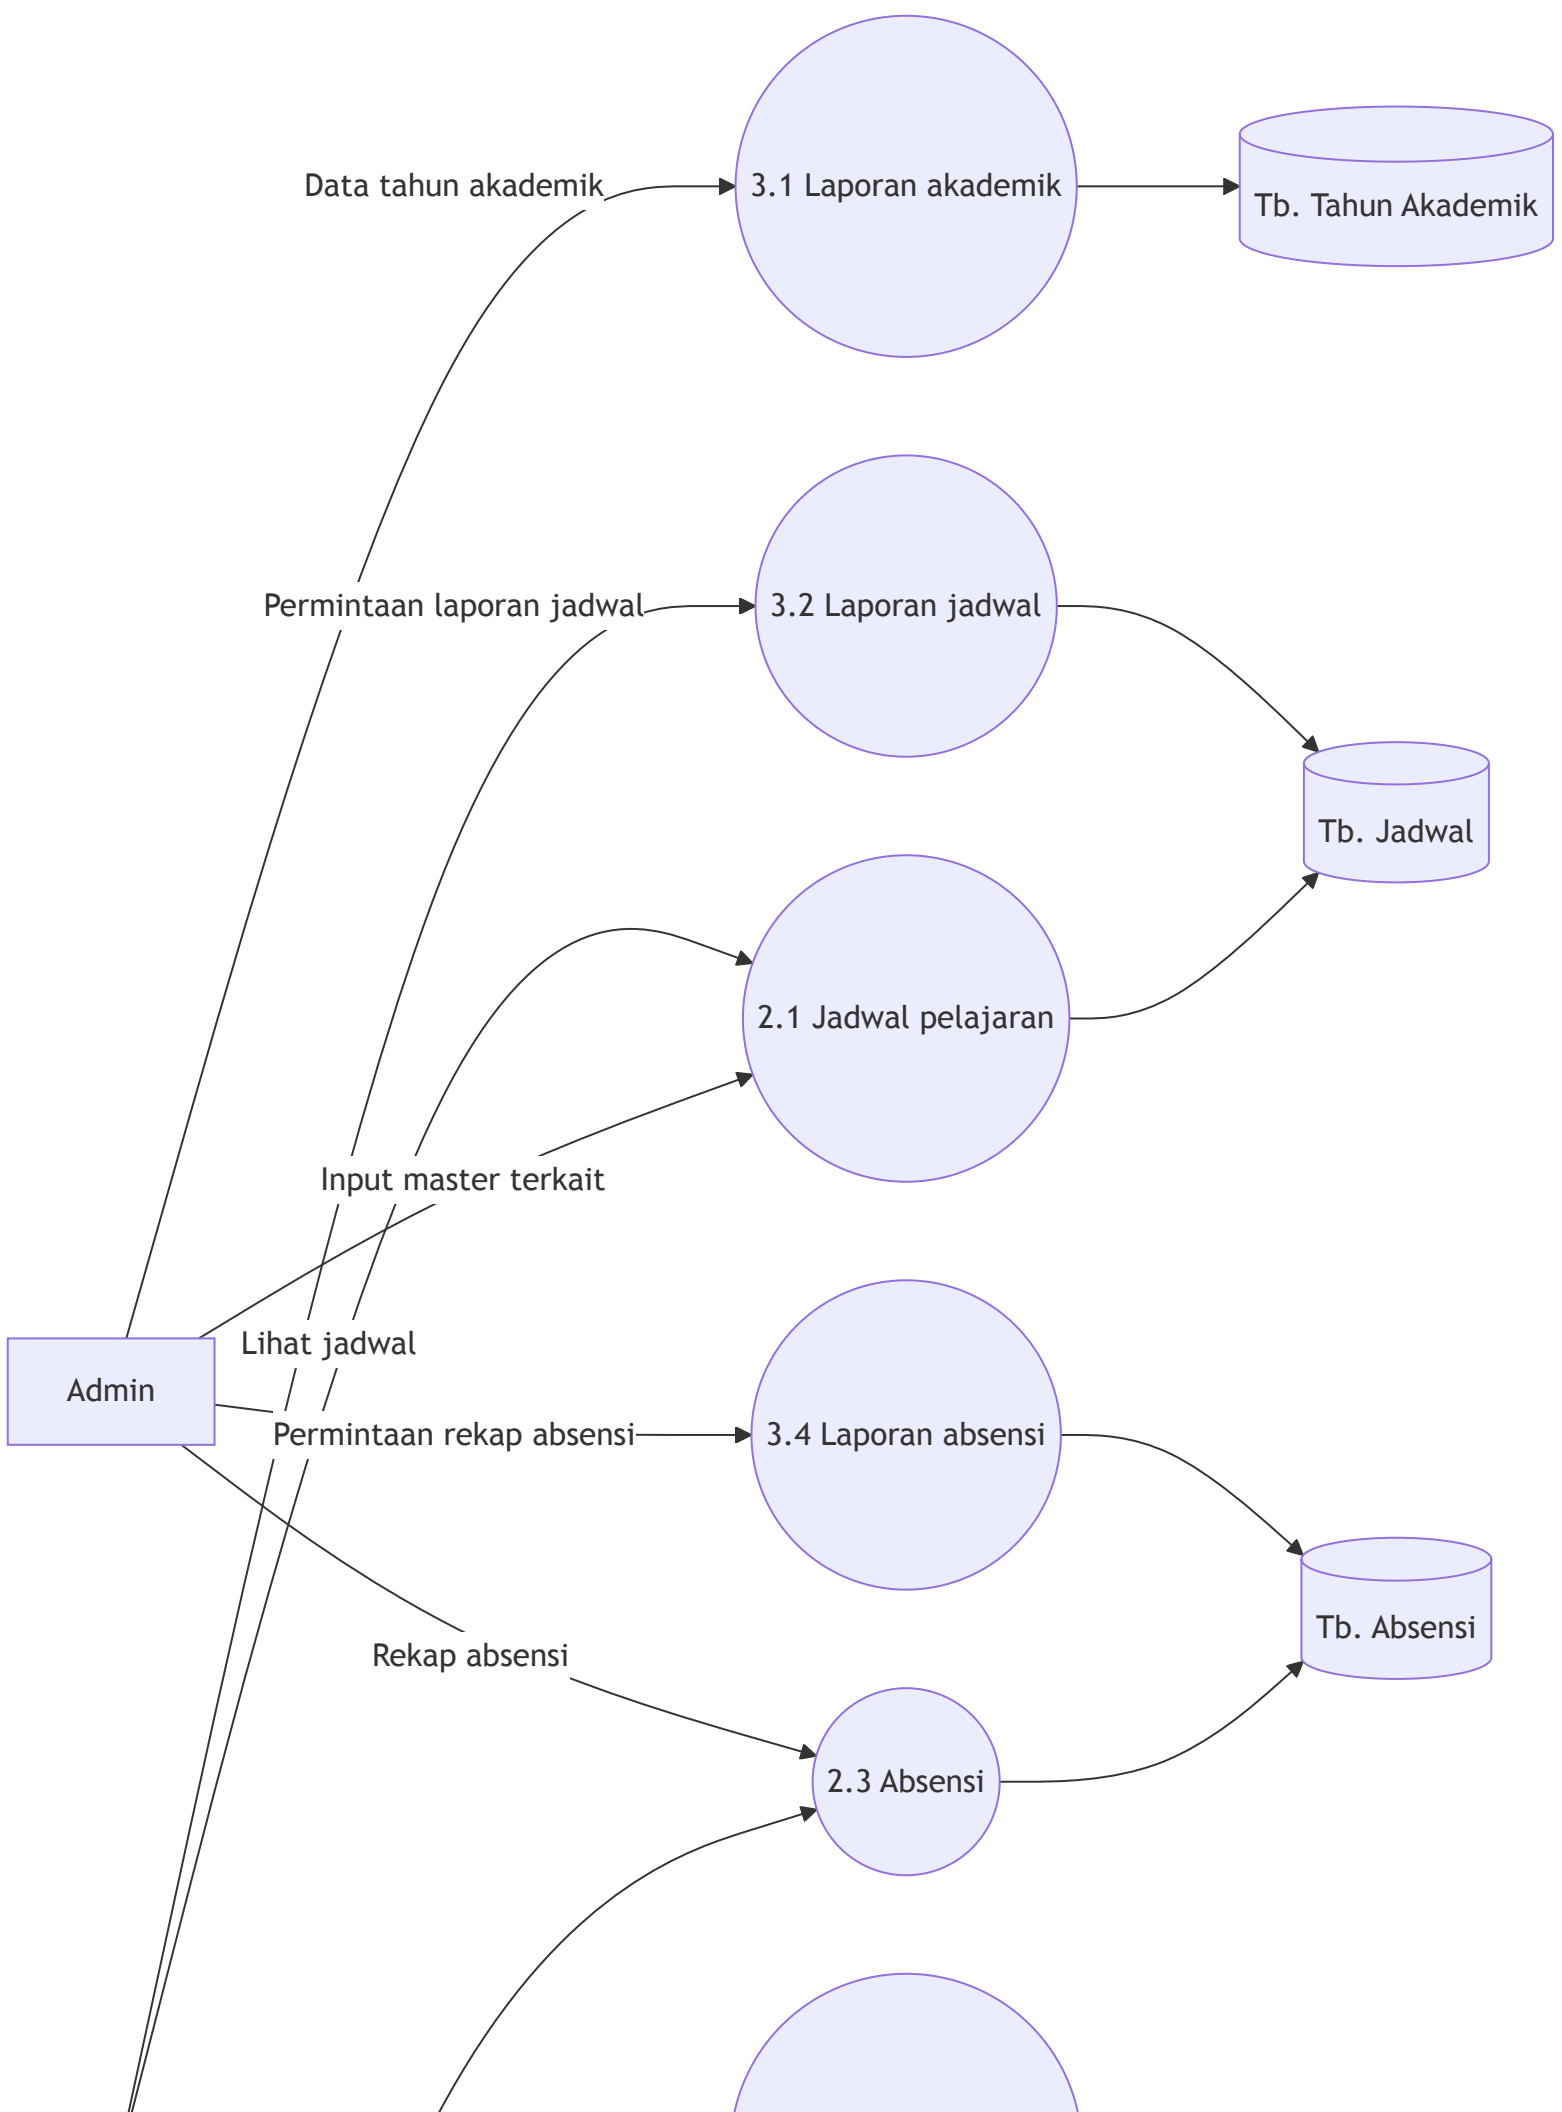 Data tahun akademik
3.1 Laporan akademik
Tb. Tahun Akademik
Permintaan laporan jadwal
3.2 Laporan jadwal
Tb. Jadwal
2.1 Jadwal pelajaran
Input master terkait
Lihat jadwal
Admin
Permintaan rekap absensi
3.4 Laporan absensi
Tb. Absensi
Rekap absensi
2.3 Absensi